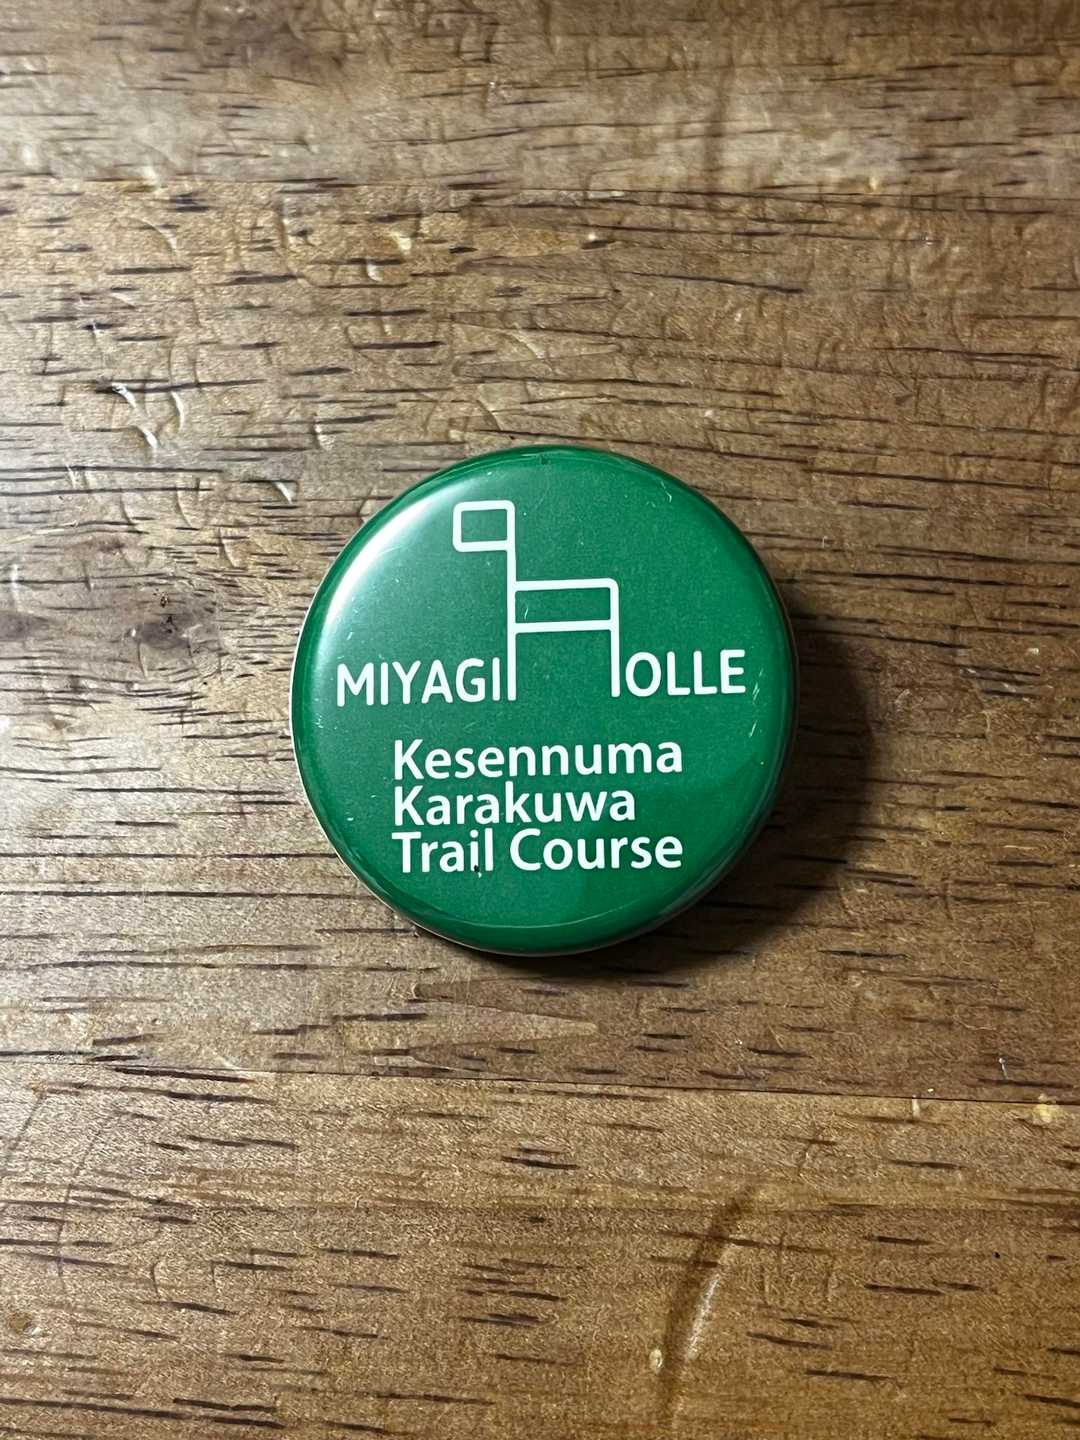 MIYAGI OLLE
Kesennuma
Karakuwa
Trail Course